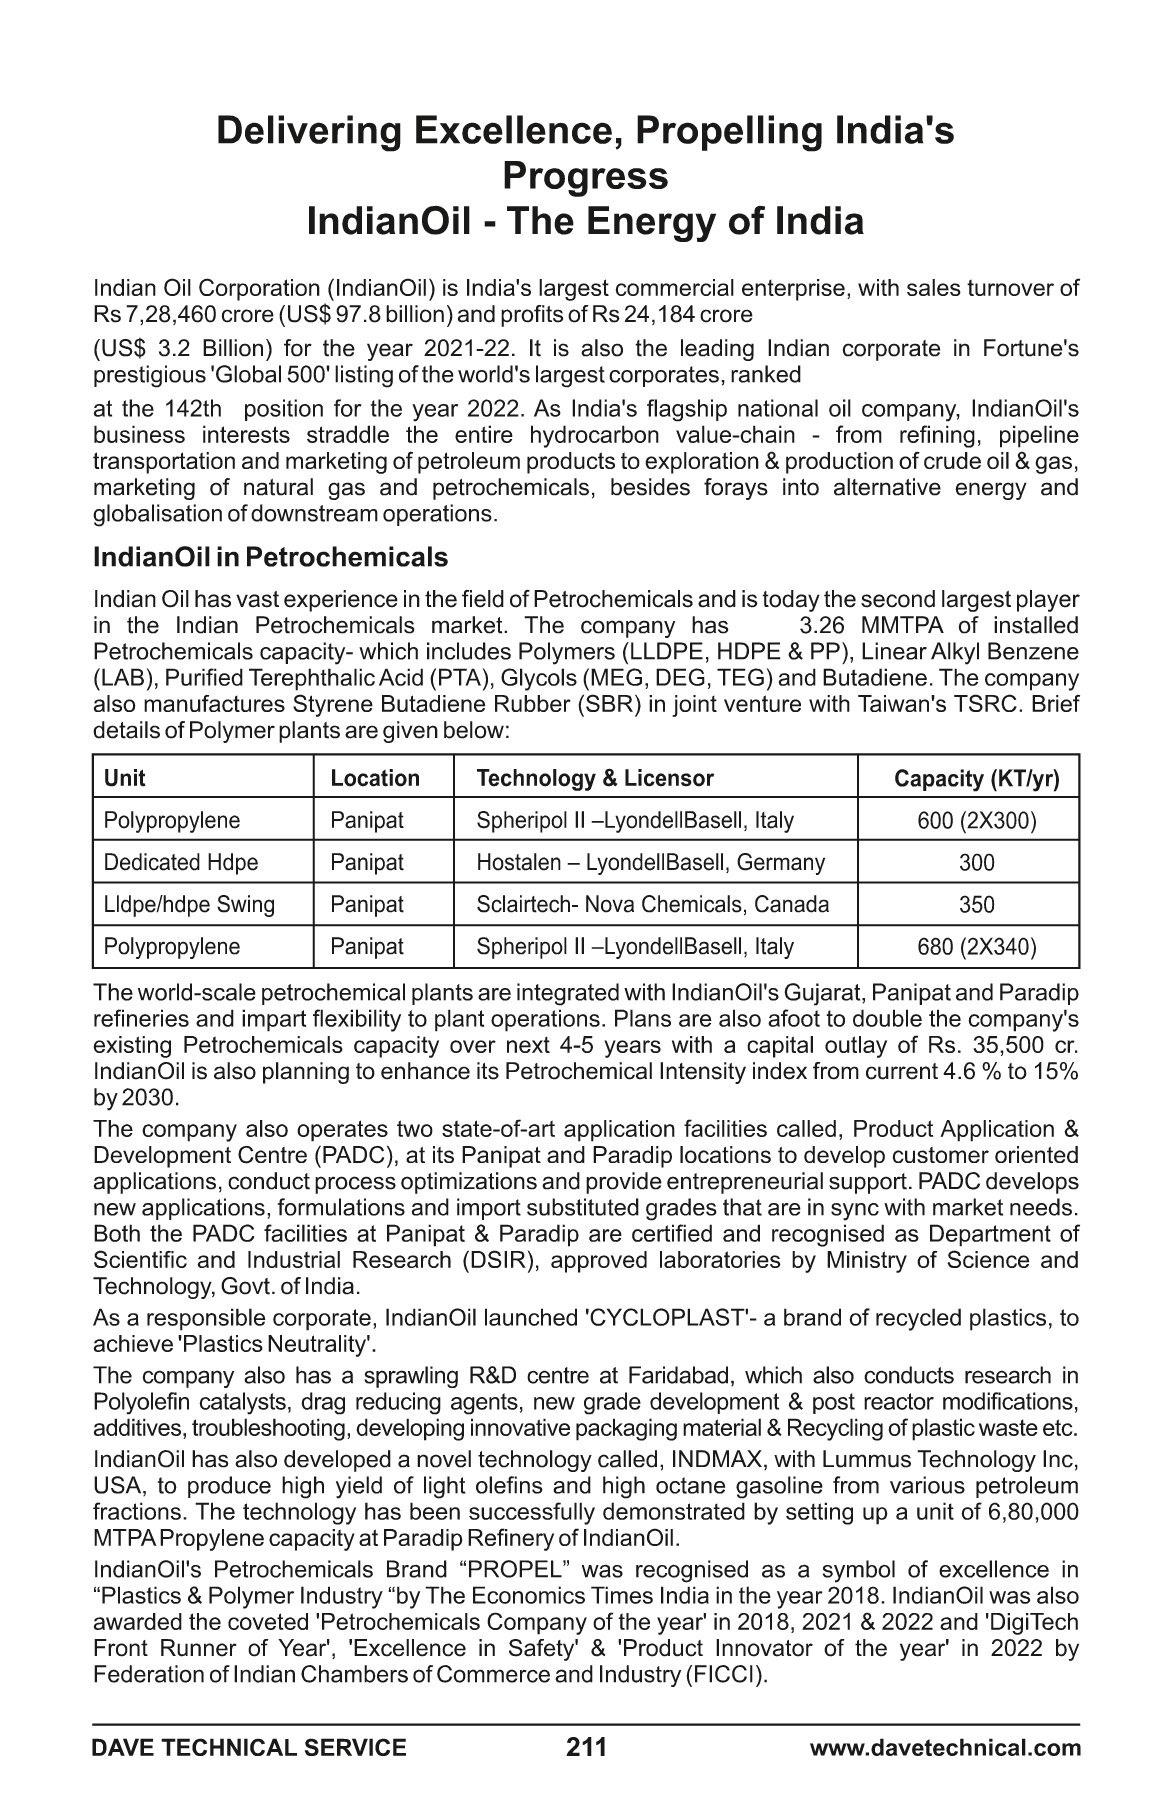 Delivering Excellence, Propelling India's
Progress
IndianOil - The Energy of India
Indian Oil Corporation (IndianOil) is India's largest commercial enterprise, with sales turnover of
Rs 7,28,460 crore (US$ 97.8 billion) and profits of Rs 24,184 crore
(US$ 3.2 Billion) for the year 2021-22. It is also the leading Indian corporate in Fortune's
prestigious 'Global 500' listing of the world's largest corporates, ranked
at the 142th position for the year 2022. As India's flagship national oil company, IndianOil's
business interests straddle the entire hydrocarbon value-chain - from refining, pipeline
transportation and marketing of petroleum products to exploration & production of crude oil & gas,
marketing of natural gas and petrochemicals, besides forays into alternative energy and
globalisation of downstream operations.
IndianOil in Petrochemicals
Indian Oil has vast experience in the field of Petrochemicals and is today the second largest player
in the Indian Petrochemicals market. The company has 3.26 MMTPA of installed
Petrochemicals capacity- which includes Polymers (LLDPE, HDPE & PP), Linear Alkyl Benzene
(LAB), Purified Terephthalic Acid (PTA), Glycols (MEG, DEG, TEG) and Butadiene. The company
also manufactures Styrene Butadiene Rubber (SBR) in joint venture with Taiwan's TSRC. Brief
details of Polymer plants are given below:
Unit Location Technology & Licensor Capacity (KT/yr)
Polypropylene Panipat Spheripol II –LyondellBasell, Italy 600 (2X300)
Dedicated Hdpe Panipat Hostalen – LyondellBasell, Germany 300
Lldpe/hdpe Swing Panipat Sclairtech- Nova Chemicals, Canada 350
Polypropylene Panipat Spheripol II –LyondellBasell, Italy 680 (2X340)
The world-scale petrochemical plants are integrated with IndianOil's Gujarat, Panipat and Paradip
refineries and impart flexibility to plant operations. Plans are also afoot to double the company's
existing Petrochemicals capacity over next 4-5 years with a capital outlay of Rs. 35,500 cr.
IndianOil is also planning to enhance its Petrochemical Intensity index from current 4.6 % to 15%
by 2030.
The company also operates two state-of-art application facilities called, Product Application &
Development Centre (PADC), at its Panipat and Paradip locations to develop customer oriented
applications, conduct process optimizations and provide entrepreneurial support. PADC develops
new applications, formulations and import substituted grades that are in sync with market needs.
Both the PADC facilities at Panipat & Paradip are certified and recognised as Department of
Scientific and Industrial Research (DSIR), approved laboratories by Ministry of Science and
Technology, Govt. of India.
As a responsible corporate, IndianOil launched 'CYCLOPLAST'- a brand of recycled plastics, to
achieve 'Plastics Neutrality'.
The company also has a sprawling R&D centre at Faridabad, which also conducts research in
Polyolefin catalysts, drag reducing agents, new grade development & post reactor modifications,
additives, troubleshooting, developing innovative packaging material & Recycling of plastic waste etc.
IndianOil has also developed a novel technology called, INDMAX, with Lummus Technology Inc,
USA, to produce high yield of light olefins and high octane gasoline from various petroleum
fractions. The technology has been successfully demonstrated by setting up a unit of 6,80,000
MTPA Propylene capacity at Paradip Refinery of IndianOil.
IndianOil's Petrochemicals Brand “PROPEL” was recognised as a symbol of excellence in
“Plastics & Polymer Industry “by The Economics Times India in the year 2018. IndianOil was also
awarded the coveted 'Petrochemicals Company of the year' in 2018, 2021 & 2022 and 'DigiTech
Front Runner of Year', 'Excellence in Safety' & 'Product Innovator of the year' in 2022 by
Federation of Indian Chambers of Commerce and Industry (FICCI).
DAVE TECHNICAL SERVICE 211 www.davetechnical.com